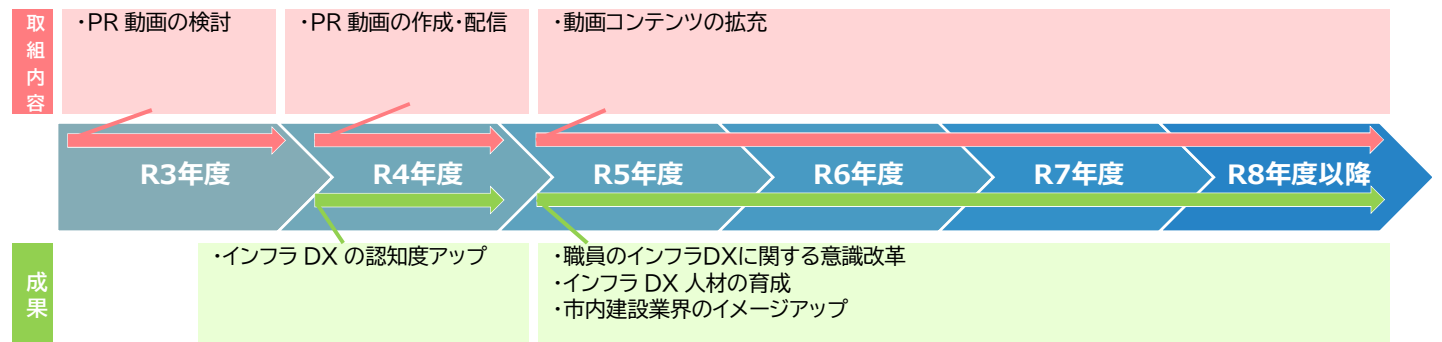 取組内容
・PR 動画の検討
・PR 動画の作成・配信
・動画コンテンツの拡充
R3年度
R4年度
R5年度
R6年度
R7年度
R8年度以降
成果
・インフラ DX の認知度アップ
・職員のインフラDXに関する意識改革
・インフラ DX 人材の育成
・市内建設業界のイメージアップ